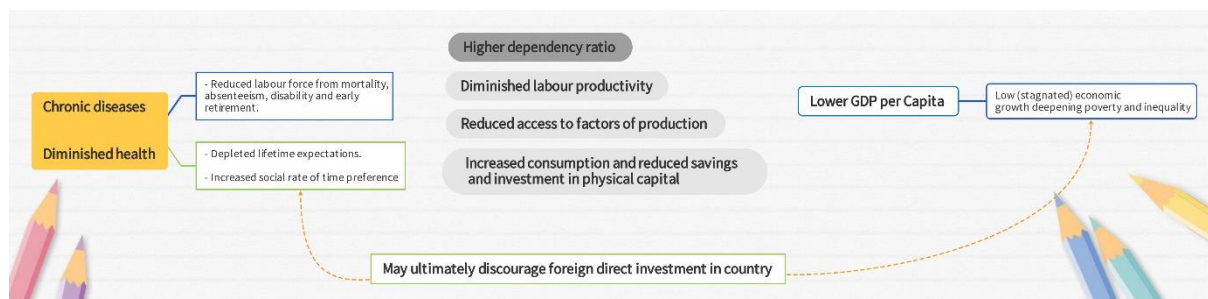 Chronic diseases
Diminished health
- Reduced labour force from mortality,
absenteeism, disability and early
retirement.
- Depleted lifetime expectations.
- Increased social rate of time preference
Higher dependency ratio
Diminished labour productivity
Reduced access to factors of production
Increased consumption and reduced savings
and investment in physical capital
Lower GDP per Capita
Low (stagnated) economic
growth deepening poverty and inequality
May ultimately discourage foreign direct investment in country